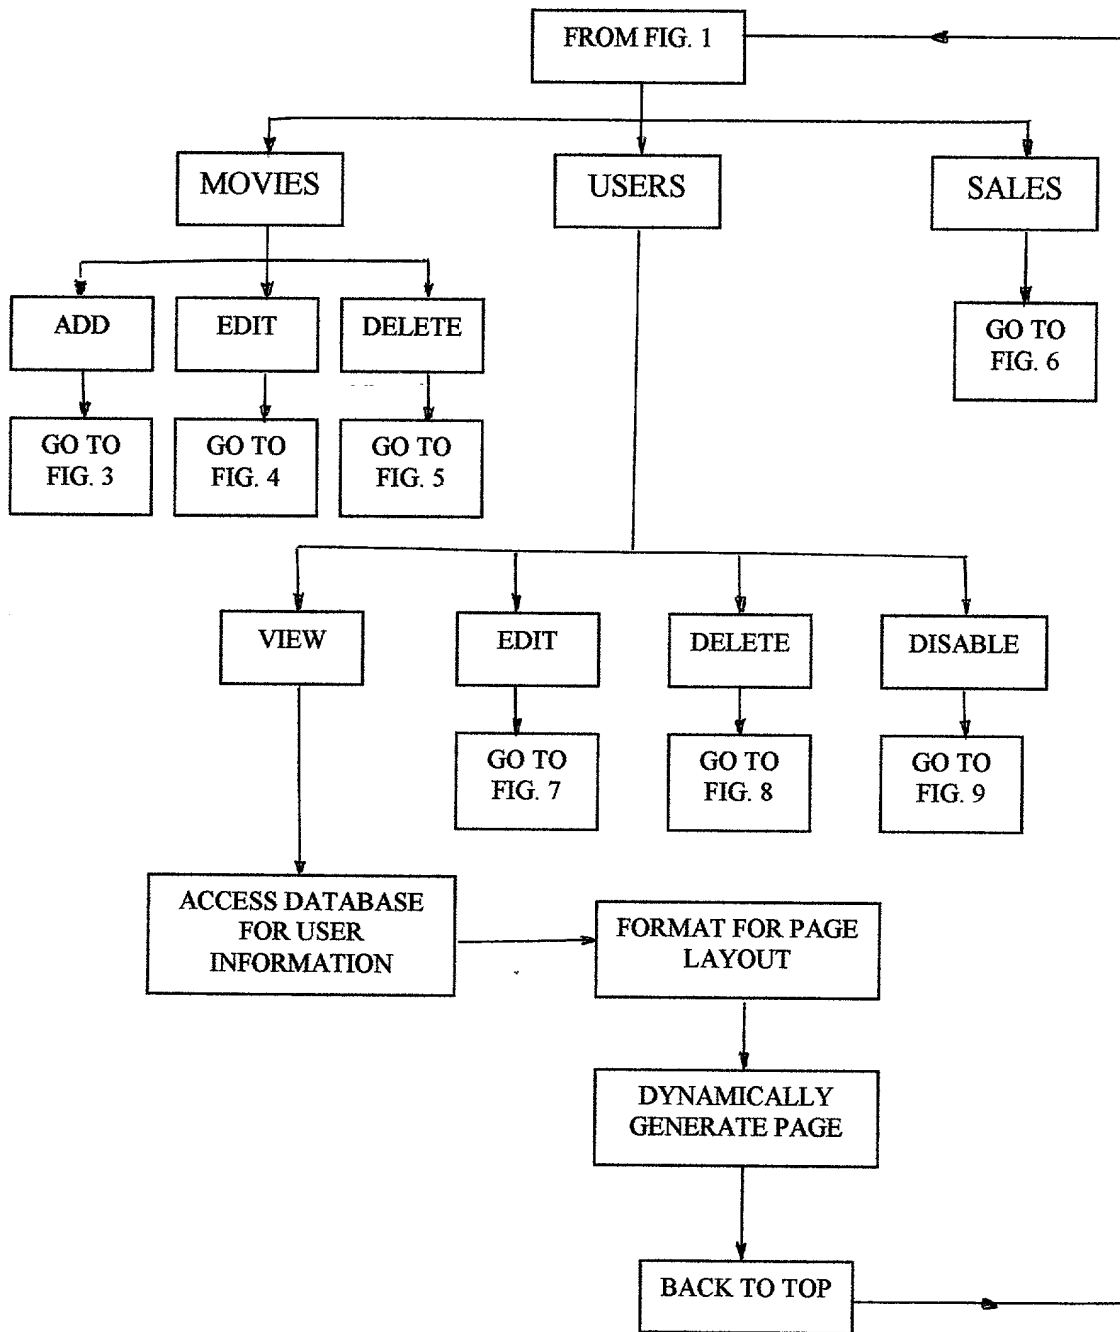 FROM FIG. 1
MOVIES
USERS
SALES
ADD
EDIT
DELETE
GO TO
FIG. 6
GO TO
FIG. 3
GO TO
FIG. 4
GO TO
FIG. 5
VIEW
EDIT
DELETE
DISABLE
GO TO
FIG. 7
GO TO
FIG. 8
GO TO
FIG. 9
ACCESS DATABASE
FOR USER
INFORMATION
FORMAT FOR PAGE
LAYOUT
DYNAMICALLY
GENERATE PAGE
BACK TO TOP